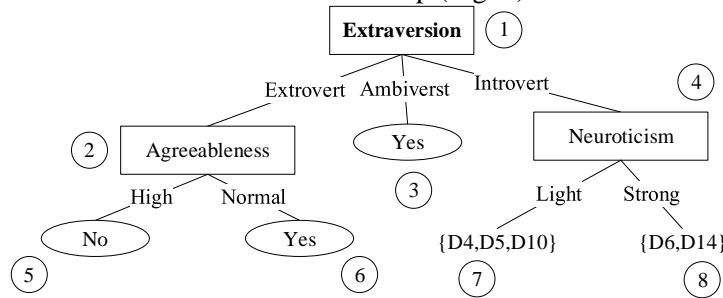 Extraversion
1
Extrovert Ambiverst Introvert
4
2
Agreeableness
Yes
Neuroticism
3
High Normal
Light Strong
No
Yes
{D4,D5,D10} {D6,D14}
5
6
7
8